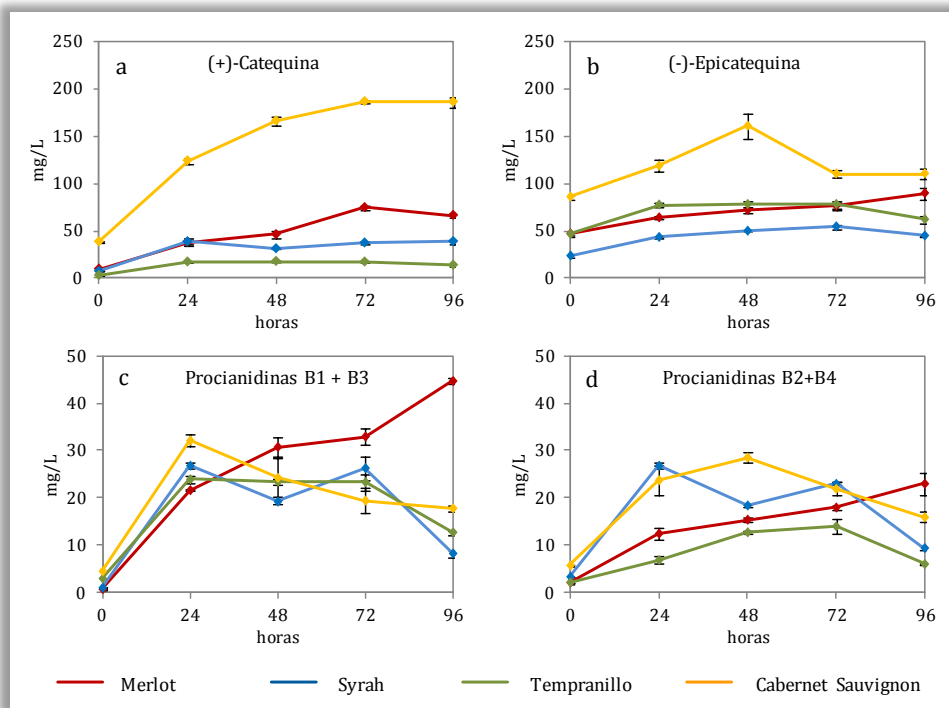 a (+)-Catequina
250
200
150
100
50
0
mg/L
0 24 48 72 96
horas
b (-)-Epicatequina
250
200
150
100
50
0
mg/L
0 24 48 72 96
horas
c Procianidinas B1 + B3
50
40
30
20
10
0
mg/L
0 24 48 72 96
horas
d Procianidinas B2+B4
50
40
30
20
10
0
mg/L
0 24 48 72 96
horas
Merlot Syrah Tempranillo Cabernet Sauvignon